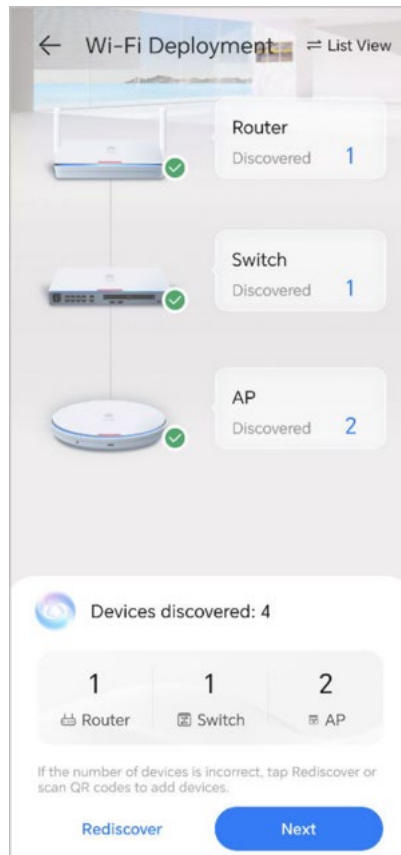 Wi-Fi Deployment
List View
Router
Discovered 1
Switch
Discovered 1
AP
Discovered 2
Devices discovered: 4
1 1 2
Router Switch AP
If the number of devices is incorrect, tap Rediscover or
scan QR codes to add devices.
Rediscover Next